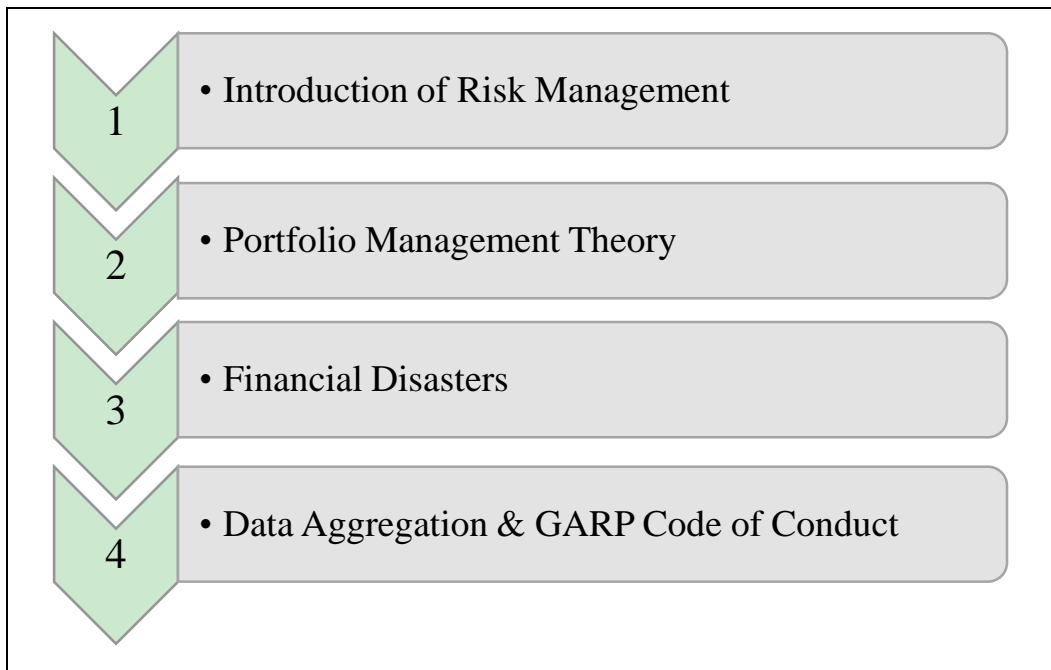 1
• Introduction of Risk Management
2
• Portfolio Management Theory
3
• Financial Disasters
4
• Data Aggregation & GARP Code of Conduct